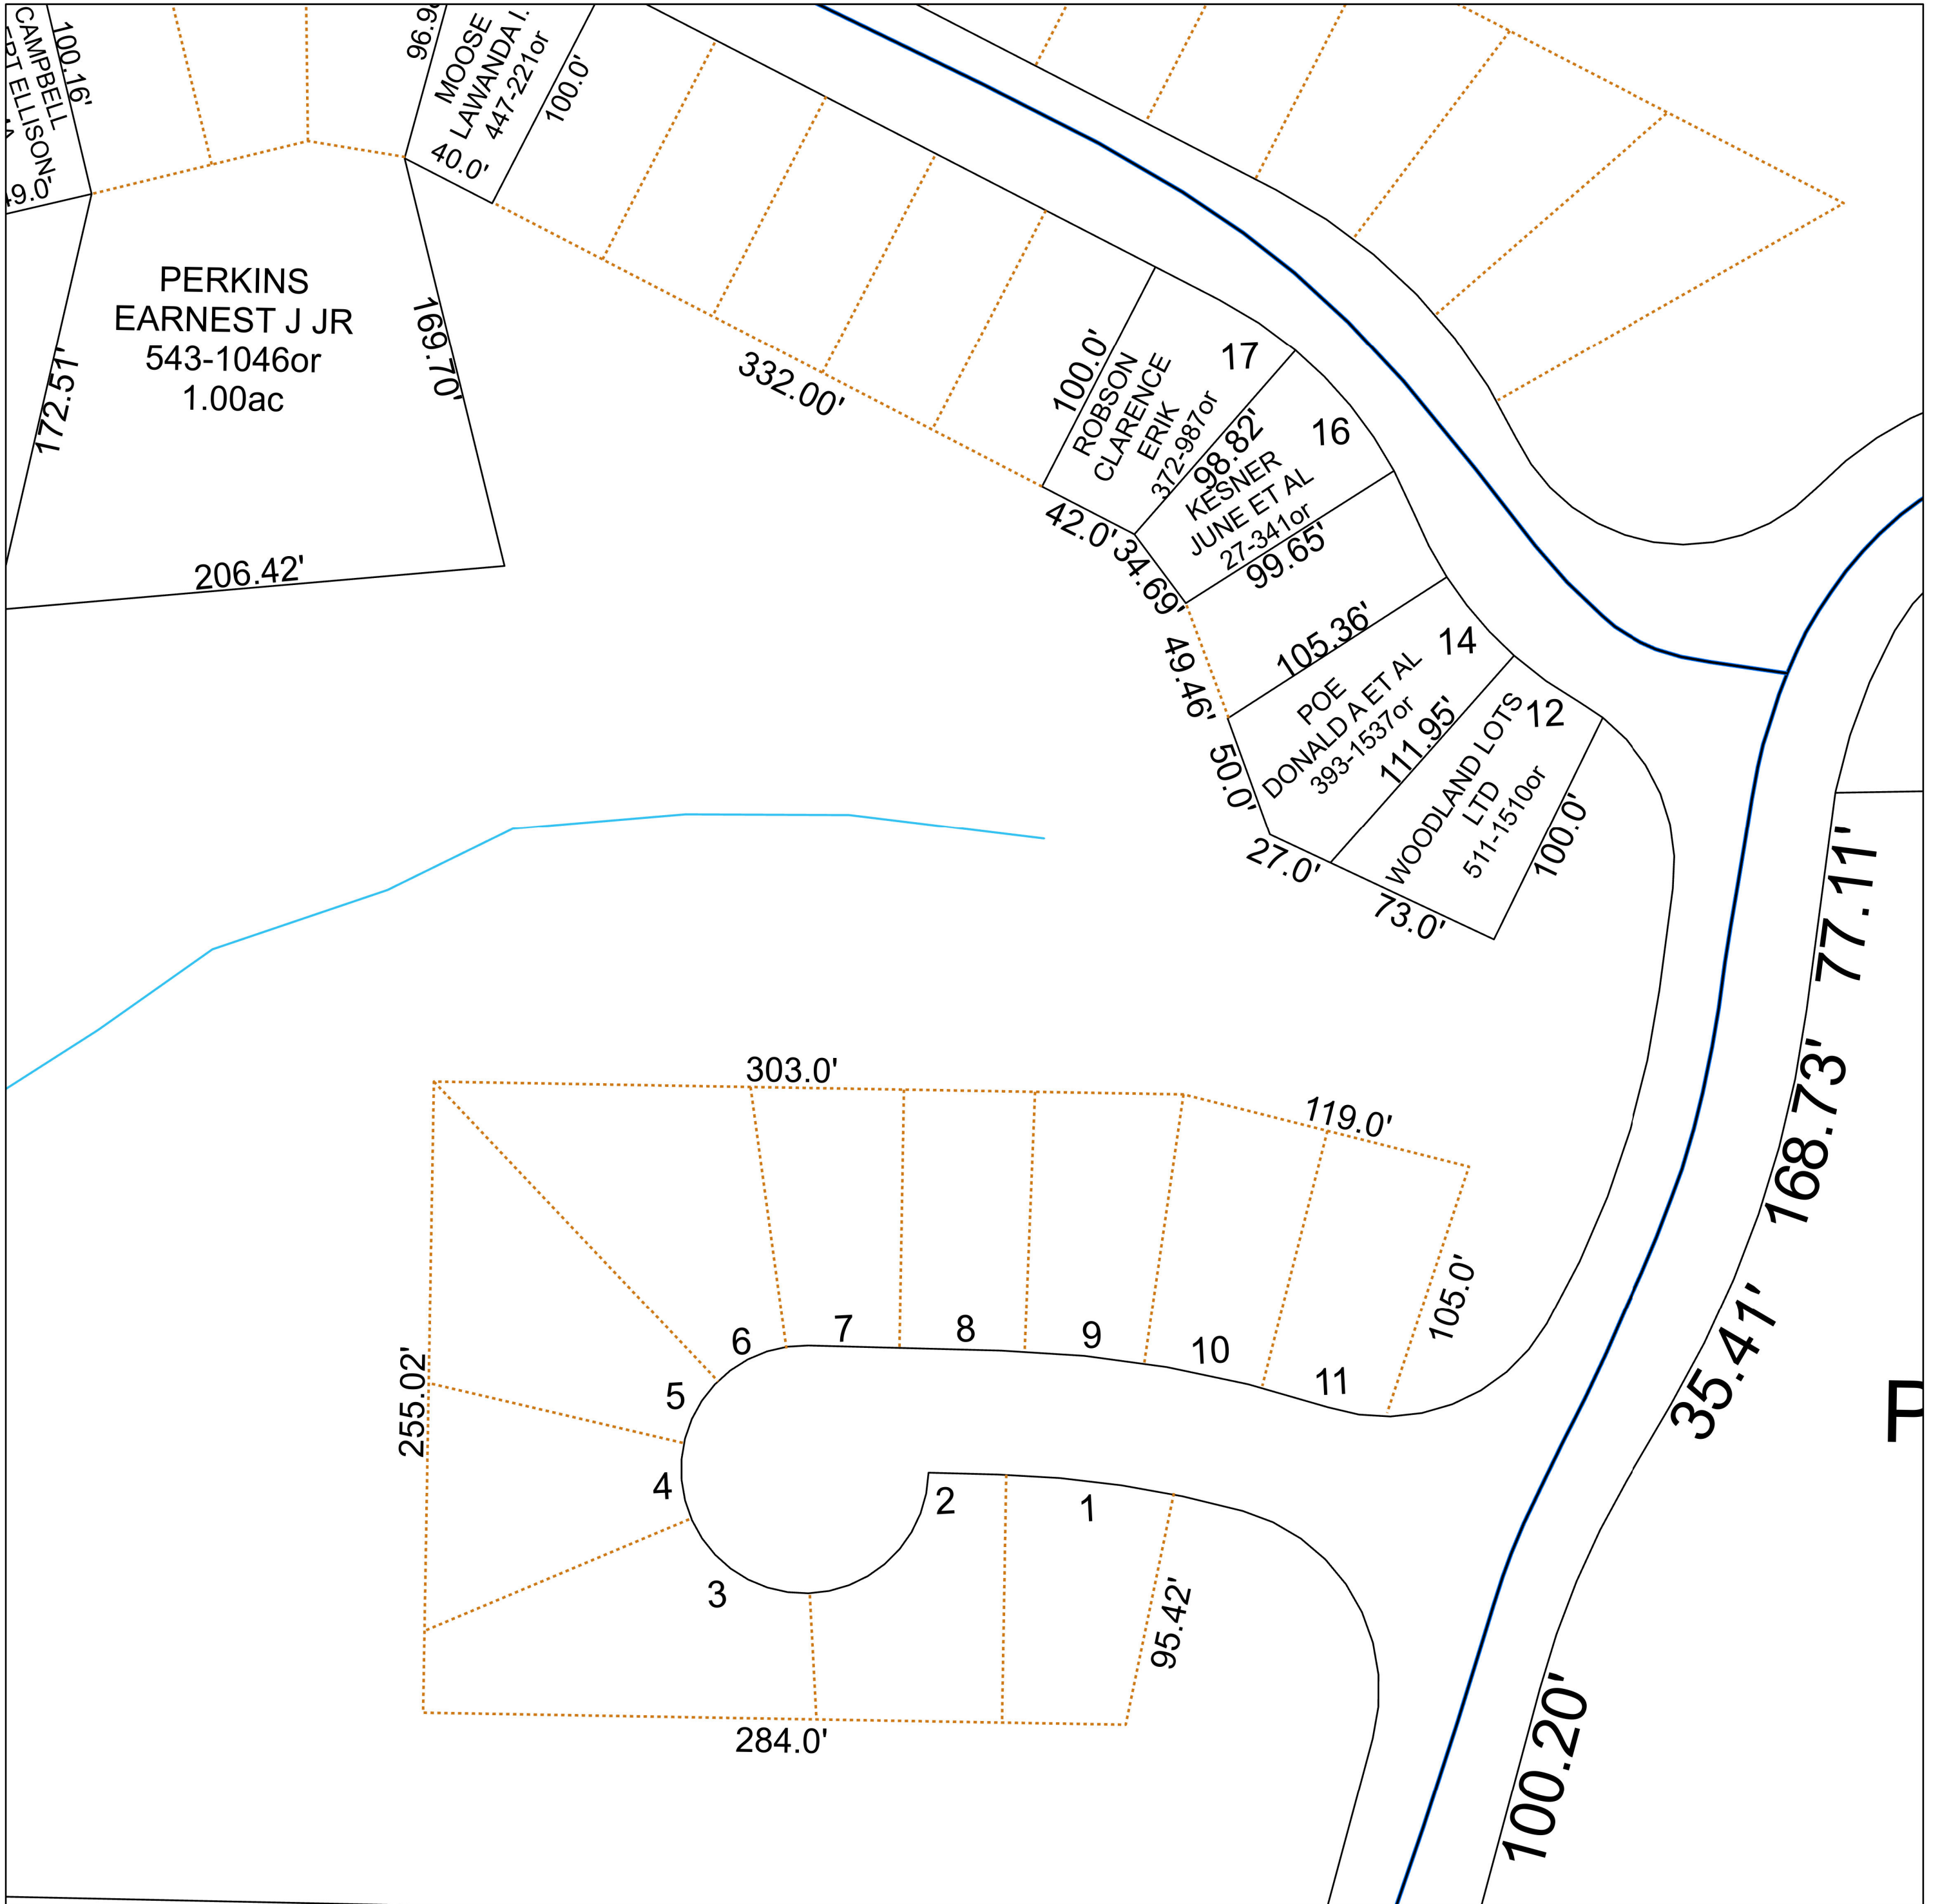 CAMPBELL
ELLISON
100.16'
49.0'
MOOSE
LAWANDA I.
447-221or
100.0'
40.0'
PERKINS
EARNEST J JR
543-1046or
1.00ac
172.51'
169.70'
206.42'
332.00'
100.0'
ROBSON
CLARENCE
ERIK
372-987or
17
98.82'
42.0'
KESNER
JUNE ET AL
27-341or
16
99.65'
34.69'
49.46'
105.36'
POE
DONALD A ET AL
393-1537or
14
111.95'
50.0'
27.0'
WOODLAND LOTS
LTD
511-1510or
12
100.0'
73.0'
77.11'
168.73'
35.41'
100.20'
P
303.0'
119.0'
105.0'
255.02'
6
7
8
9
10
11
5
4
3
2
1
95.42'
284.0'